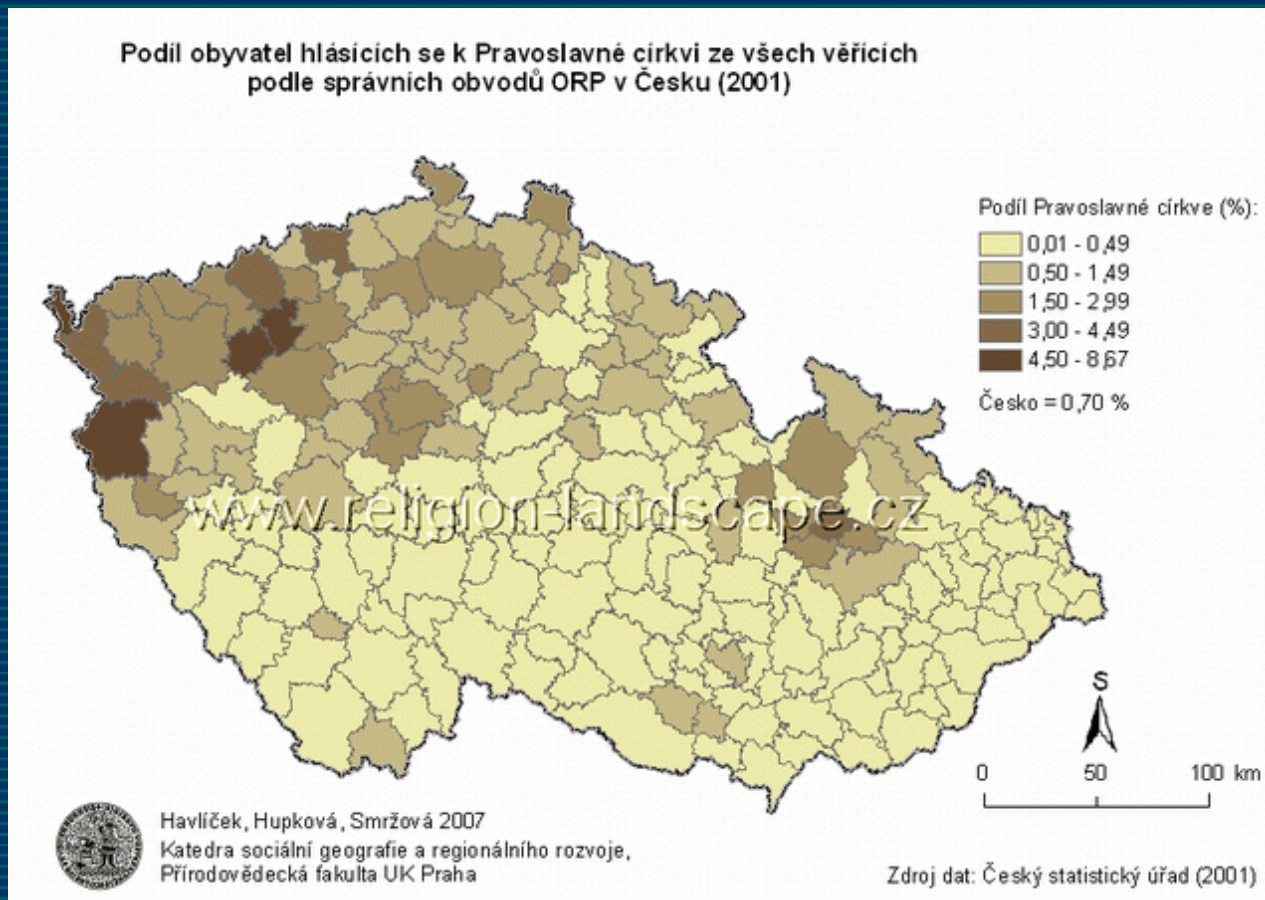 Podíl obyvatel hlásících se k Pravoslavné církvi ze všech věřících
podle správních obvodů ORP v Česku (2001)
Podíl Pravoslavné církve (%):
0,01 - 0,49
0,50 - 1,49
1,50 - 2,99
3,00 - 4,49
4,50 - 8,67
Česko = 0,70 %
www.religion-landscape.cz
S
0 50 100 km
Havlíček, Hupková, Smržová 2007
Katedra sociální geografie a regionálního rozvoje,
Přírodovědecká fakulta UK Praha
Zdroj dat: Český statistický úřad (2001)